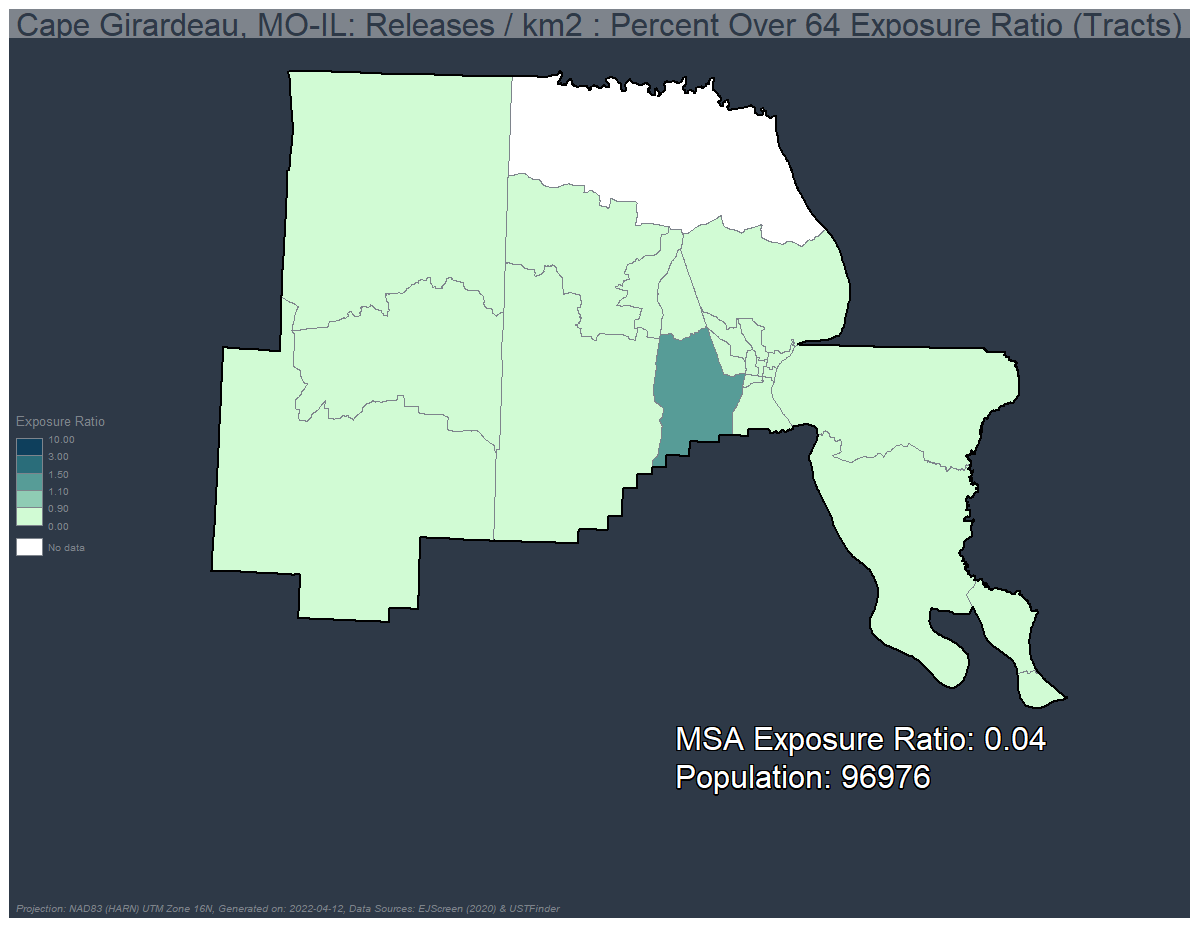 Cape Girardeau, MO-IL: Releases / km2 : Percent Over 64 Exposure Ratio (Tracts)
Exposure Ratio
10.00
3.00
1.50
1.10
0.90
0.00
No data
MSA Exposure Ratio: 0.04
Population: 96976
Projection: NAD83 (HARN) UTM Zone 16N, Generated on: 2022-04-12, Data Sources: EJScreen (2020) & USTFinder